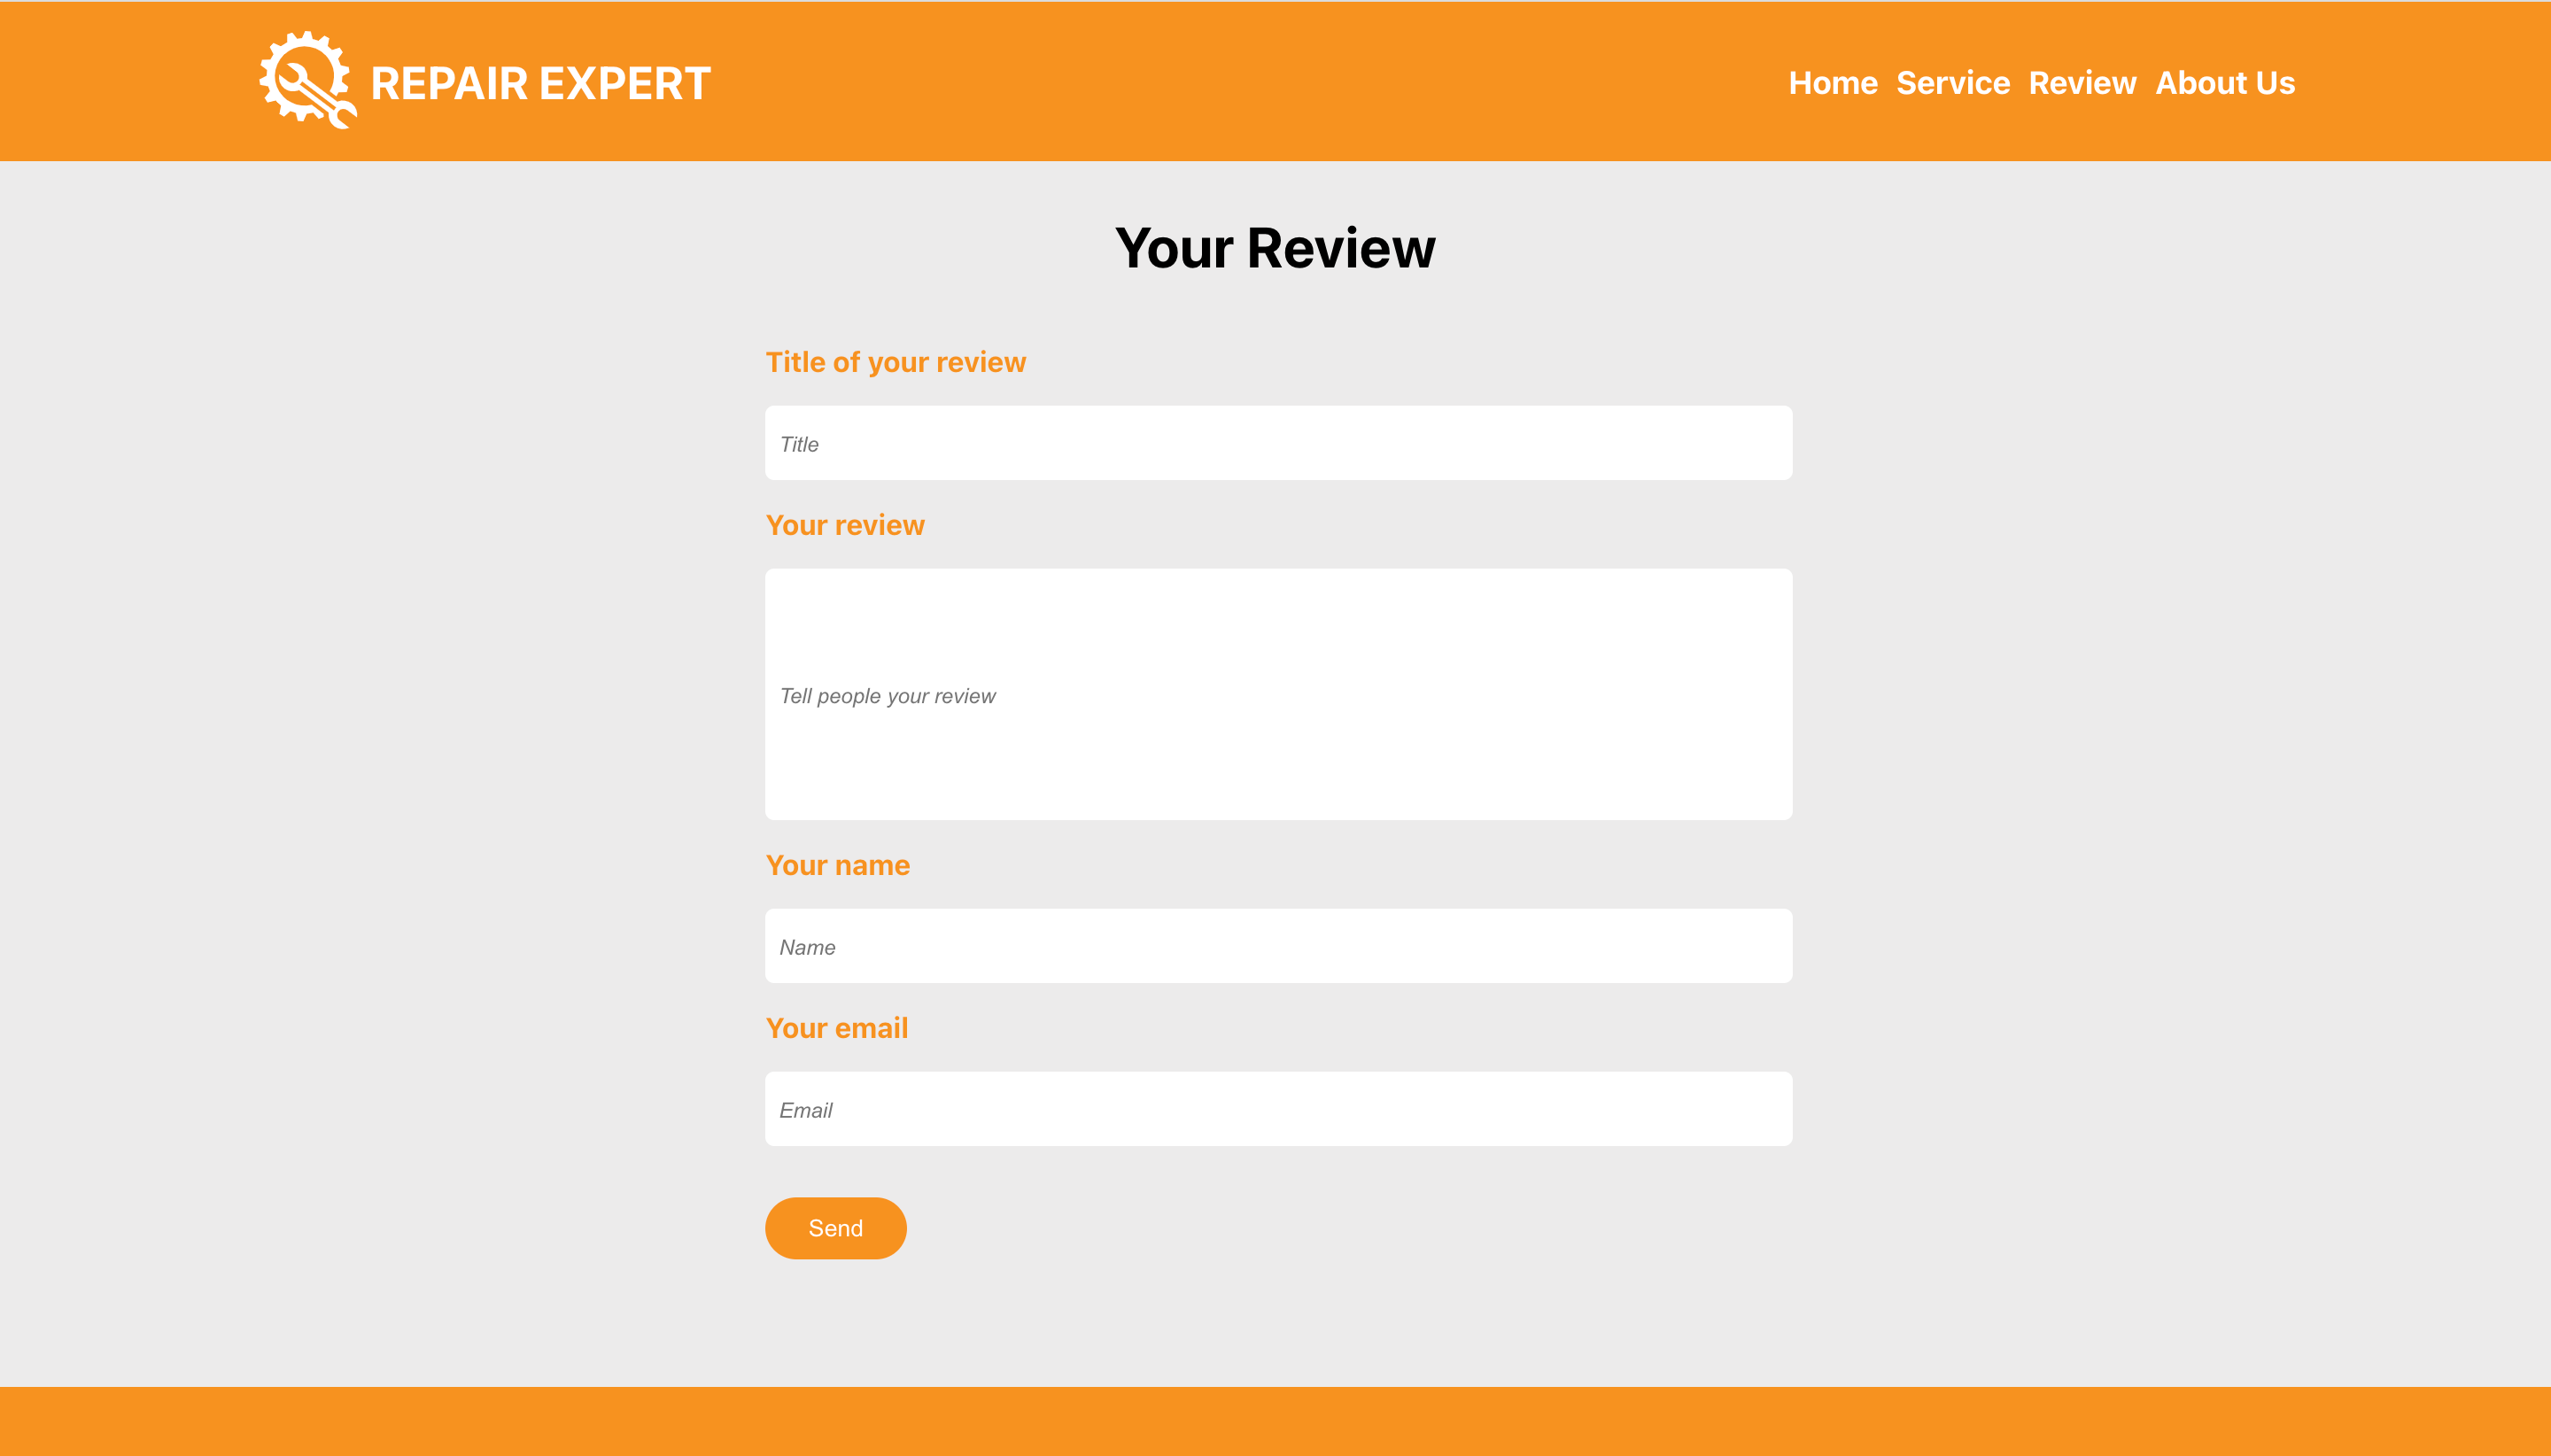 REPAIR EXPERT
Home Service Review About Us
Your Review
Title of your review
Title
Your review
Tell people your review
Your name
Name
Your email
Email
Send